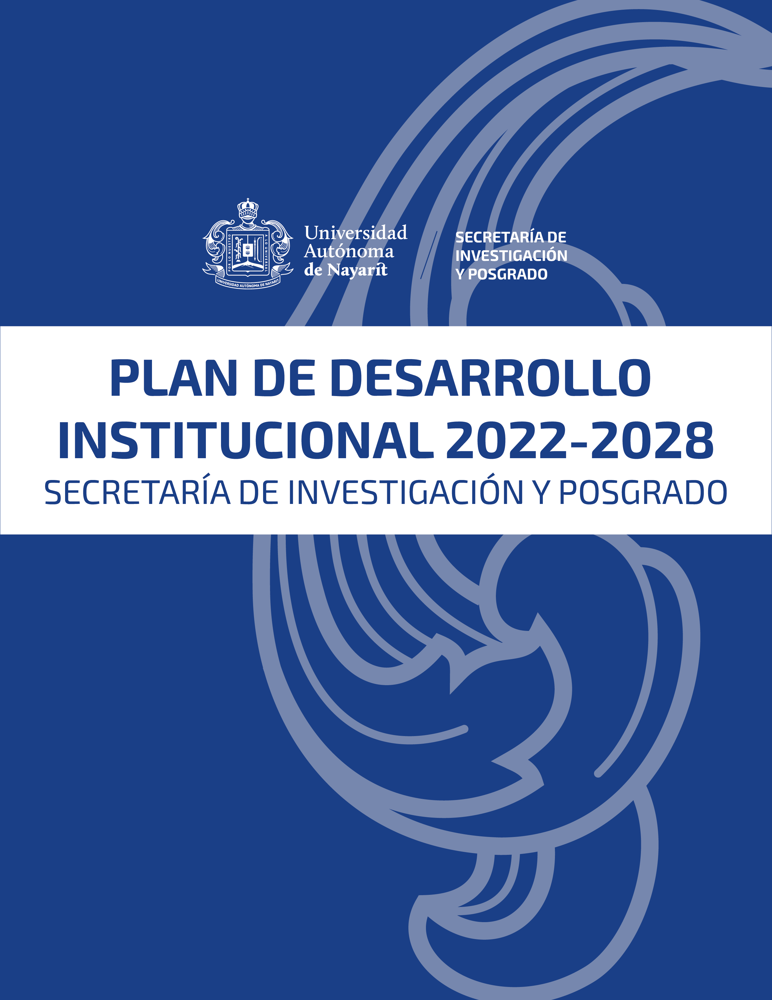 Universidad
Autónoma
de Nayarit
SECRETARÍA DE
INVESTIGACIÓN
Y POSGRADO
POR LO NUESTRO
A LO UNIVERSAL
UNIVERSIDAD AUTÓNOMA DE NAYARIT
PLAN DE DESARROLLO
INSTITUCIONAL 2022-2028
SECRETARÍA DE INVESTIGACIÓN Y POSGRADO